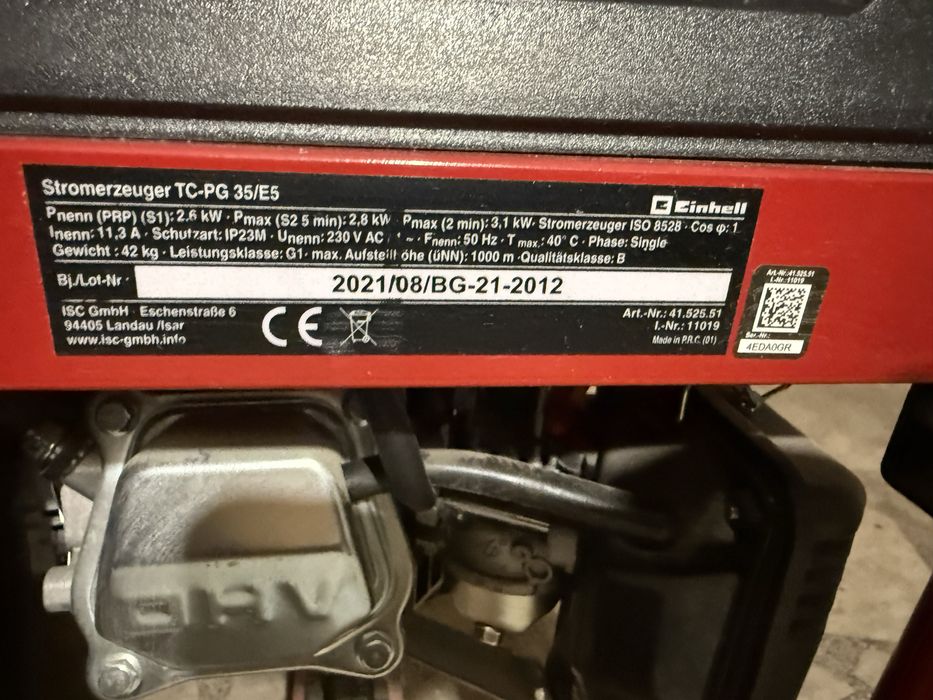 Stromerzeuger TC-PG 35/E5
Einhell
Pnenn (PRP) (S1): 2,6 kW · Pmax (S2 5 min): 2,8 kW Pmax (2 min): 3,1 kW · Stromerzeuger ISO 8528 · Cos φ: 1
Inenn: 11,3 A · Schutzart: IP23M · Unenn: 230 V AC 1 ~ · Fnenn: 50 Hz · T max.: 40° C · Phase: Single
Gewicht : 42 kg · Leistungsklasse: G1 · max. Aufstell öhe (üNN): 1000 m · Qualitätsklasse: B
Bj./Lot-Nr
2021/08/BG-21-2012
ISC GmbH · Eschenstraße 6
94405 Landau /Isar
www.isc-gmbh.info
CE
Art.-Nr.: 41.525.51
I.-Nr.: 11019
Made in P.R.C. (01)
Art.-Nr.:41.525.51
I.-Nr.:11019
Ser.-Nr.:
4EDA0GR